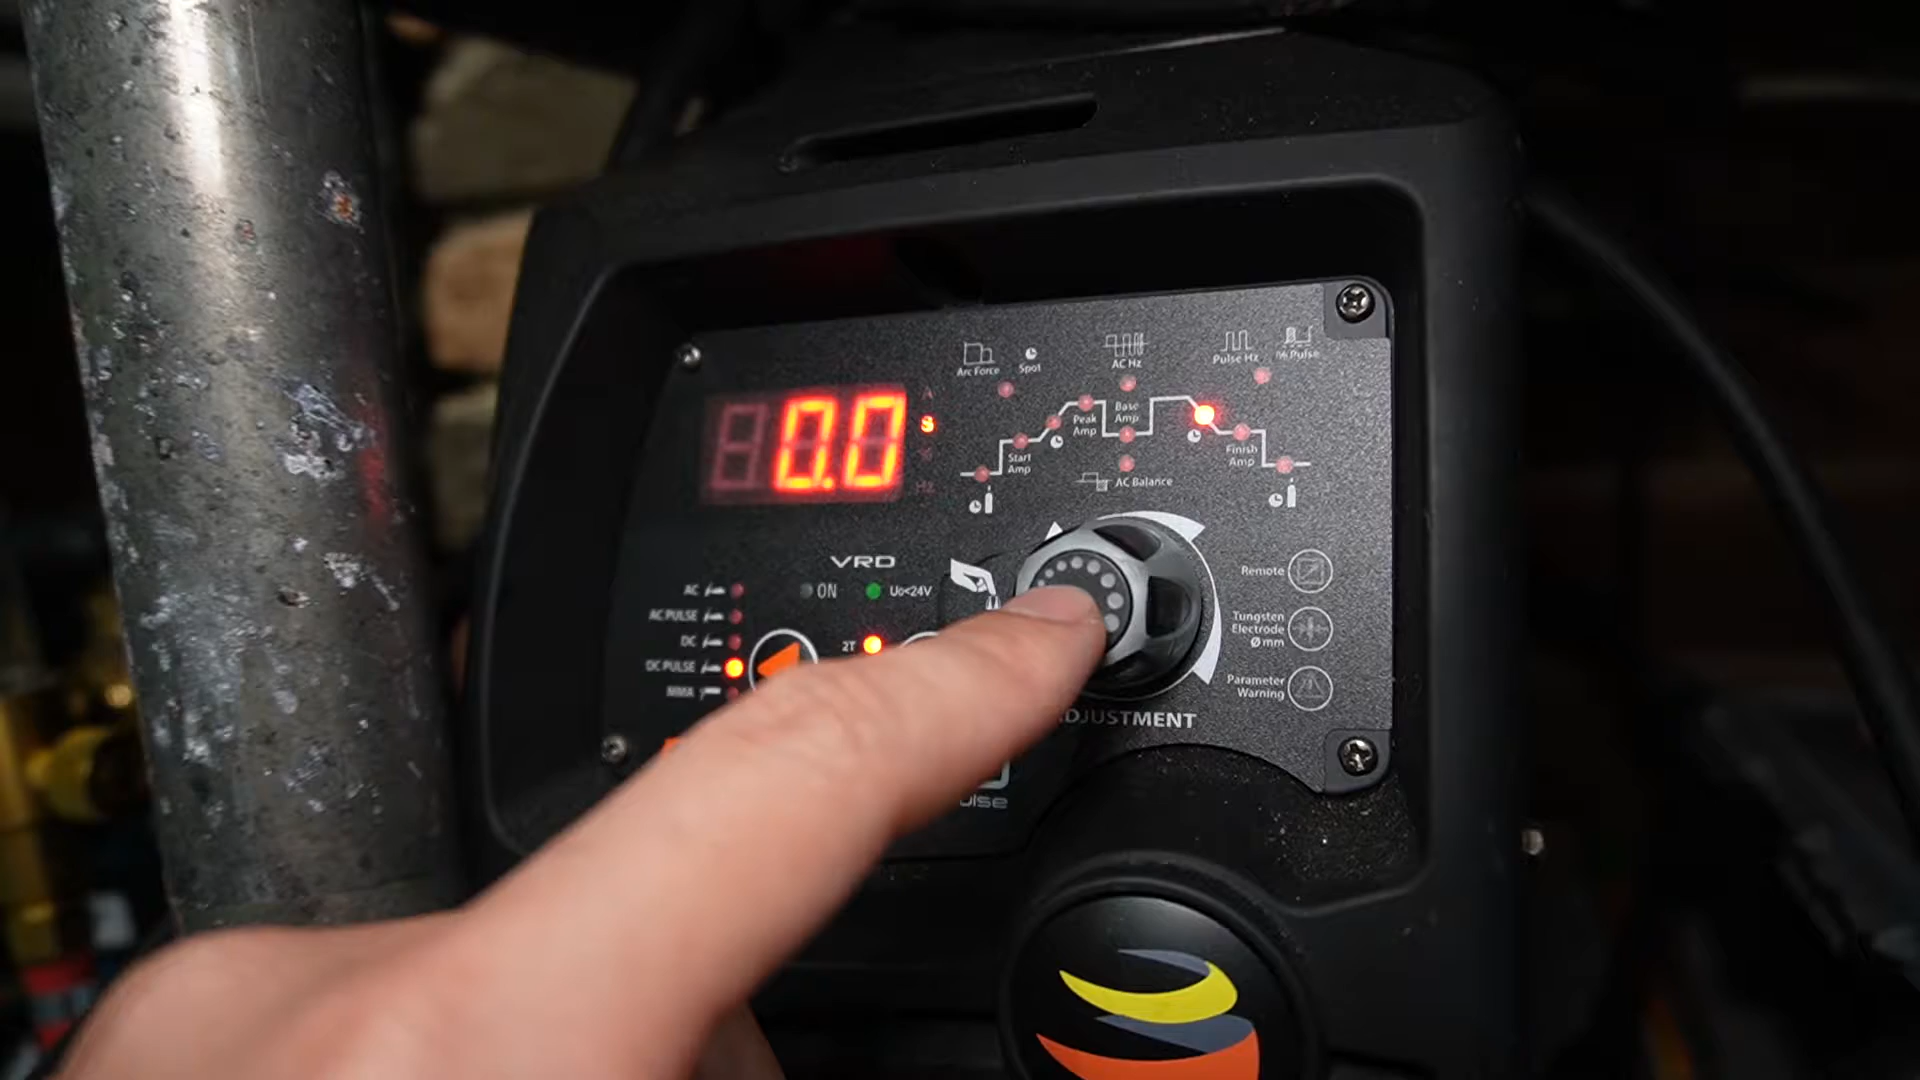 Arc Force
Spot
AC Hz
Pulse Hz
% Pulse
0.0
A
S
%
Hz
Start
Amp
Peak
Amp
Base
Amp
Finish
Amp
AC Balance
VRD
ON
Uo<24V
AC
AC PULSE
DC
DC PULSE
MMA
2T
Remote
Tungsten
Electrode
Ø mm
Parameter
Warning
DJUSTMENT
ulse